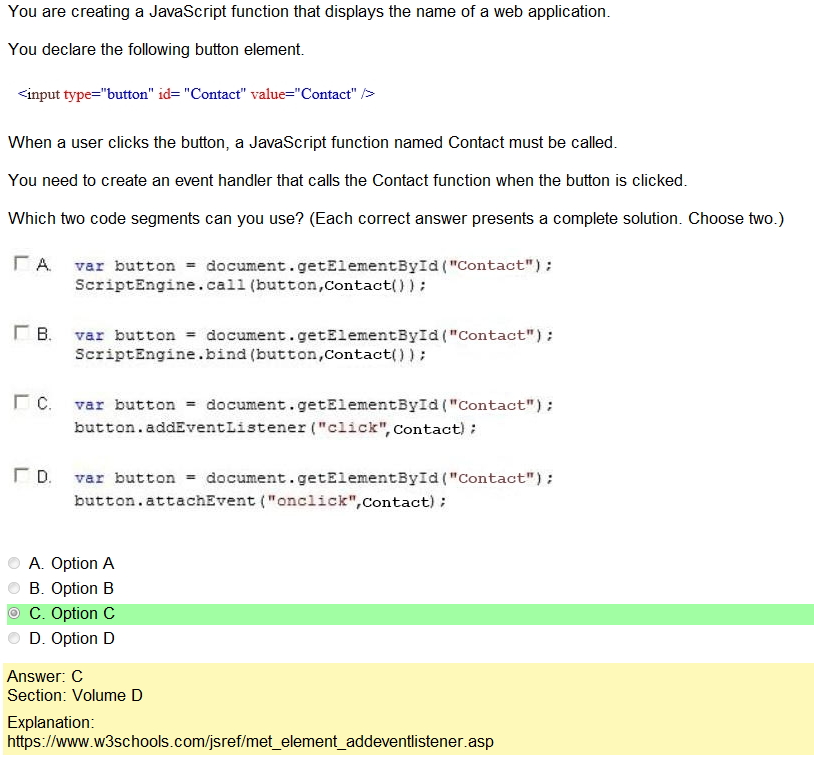 You are creating a JavaScript function that displays the name of a web application.
You declare the following button element.
<input type="button" id= "Contact" value="Contact" />
When a user clicks the button, a JavaScript function named Contact must be called.
You need to create an event handler that calls the Contact function when the button is clicked.
Which two code segments can you use? (Each correct answer presents a complete solution. Choose two.)
A. var button = document.getElementById("Contact");
ScriptEngine.call(button,Contact());
B. var button = document.getElementById("Contact");
ScriptEngine.bind(button,Contact());
C. var button = document.getElementById("Contact");
button.addEventListener("click",Contact);
D. var button = document.getElementById("Contact");
button.attachEvent("onclick",Contact);
A. Option A
B. Option B
C. Option C
D. Option D
Answer: C
Section: Volume D
Explanation:
https://www.w3schools.com/jsref/met_element_addeventlistener.asp